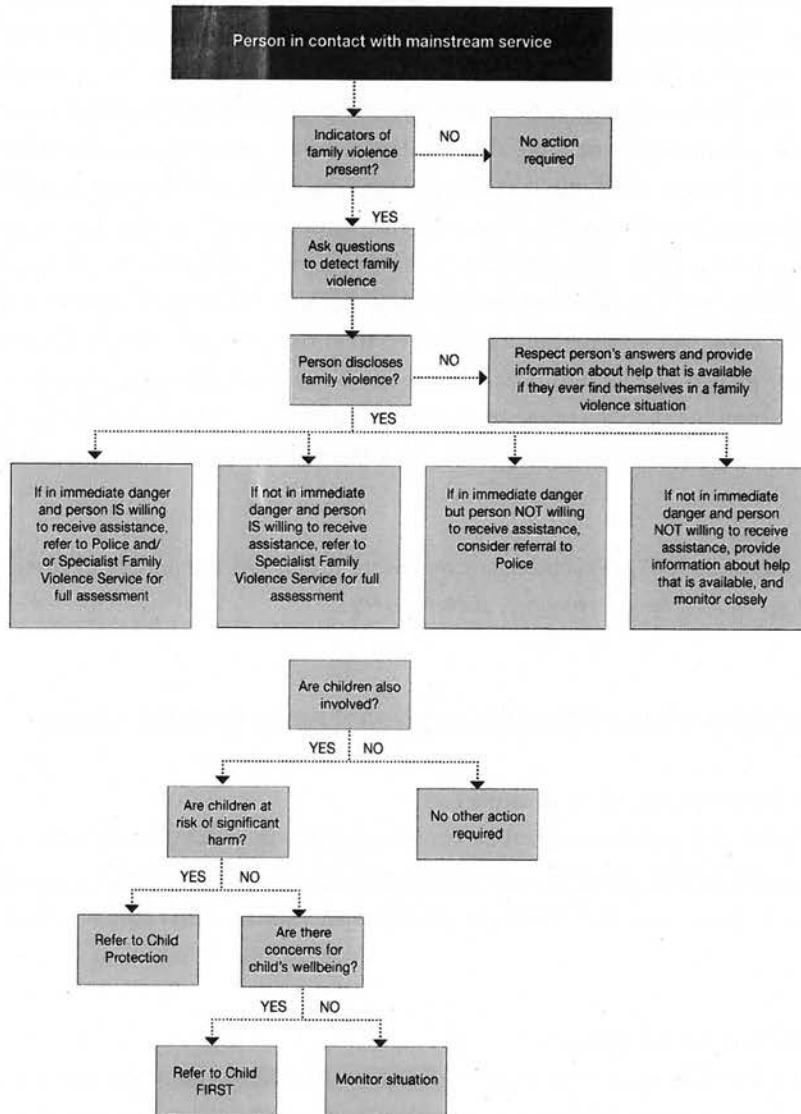 Person in contact with mainstream service
Indicators of
family violence
present?
NO
No action
required
YES
Ask questions
to detect family
violence
Person discloses
family violence?
NO
Respect person's answers and provide
information about help that is available
if they ever find themselves in a family
violence situation
YES
If in immediate danger
and person IS willing
to receive assistance,
refer to Police and/
or Specialist Family
Violence Service for
full assessment
If not in immediate
danger and person
IS willing to receive
assistance, refer to
Specialist Family
Violence Service for full
assessment
If in immediate danger
but person NOT willing
to receive assistance,
consider referral to
Police
If not in immediate
danger and person
NOT willing to receive
assistance, provide
information about help
that is available, and
monitor closely
Are children also
involved?
YES
NO
Are children at
risk of significant
harm?
No other action
required
YES
NO
Refer to Child
Protection
Are there
concerns for
child's wellbeing?
YES
NO
Refer to Child
FIRST
Monitor situation